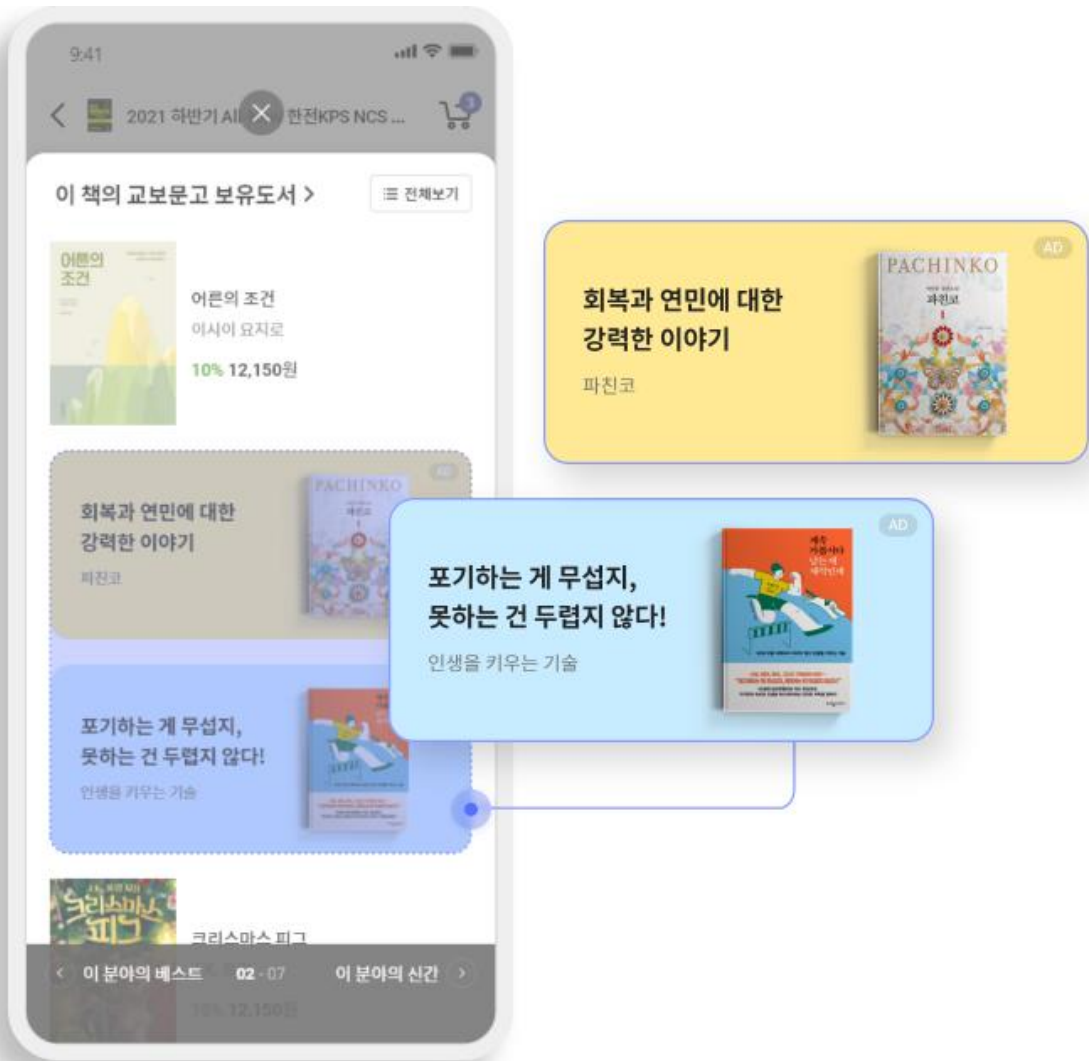 9:41
2021 하반기 All 한전KPS NCS ...
3
이 책의 교보문고 보유도서 >
전체보기
어른의
조건
어른의 조건
이시이 요지로
10% 12,150원
AD
회복과 연민에 대한
강력한 이야기
파친코
PACHINKO
파친코
1
포기하는 게 무섭지,
못하는 건 두렵지 않다!
인생을 키우는 기술
크리스마스
피그
크리스마스 피그
10% 12,150원
< 이 분야의 베스트 02 - 07 이 분야의 신간 >
AD
회복과 연민에 대한
강력한 이야기
파친코
PACHINKO
파친코
1
AD
포기하는 게 무섭지,
못하는 건 두렵지 않다!
인생을 키우는 기술